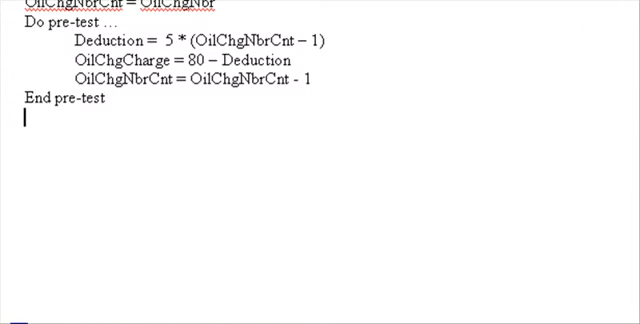 OilChgNbrCnt = OilChgNbr
Do pre-test …
Deduction = 5 * (OilChgNbrCnt – 1)
OilChgCharge = 80 – Deduction
OilChgNbrCnt = OilChgNbrCnt - 1
End pre-test